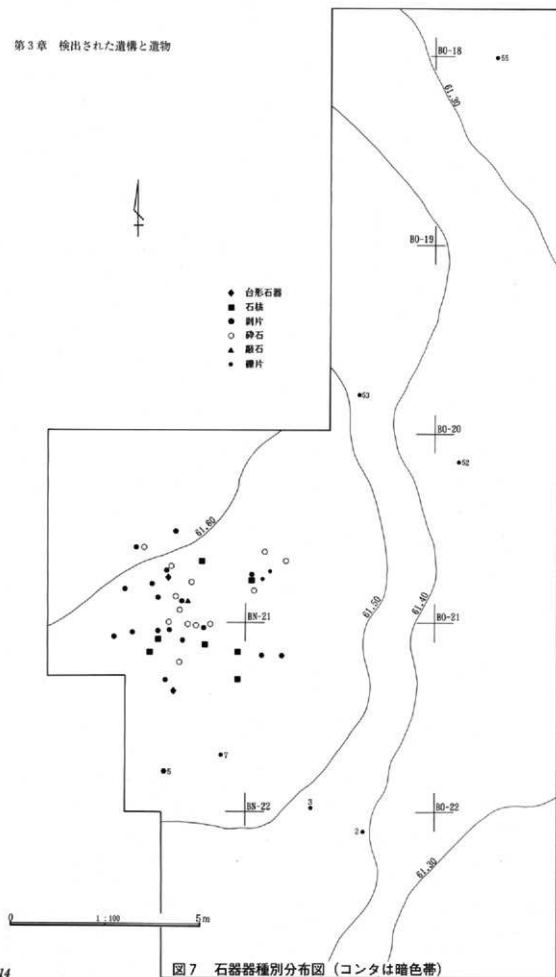 第3章 検出された遺構と遺物
BO-18
55
61.30
BO-19
台形石器
石核
剥片
砕石
敲石
礫片
53
BO-20
52
61.60
61.50
61.40
BN-21
BO-21
7
6
3
BN-22
2
BO-22
61.30
0 1:100 5m
図7 石器器種別分布図(コンタは暗色帯)
14